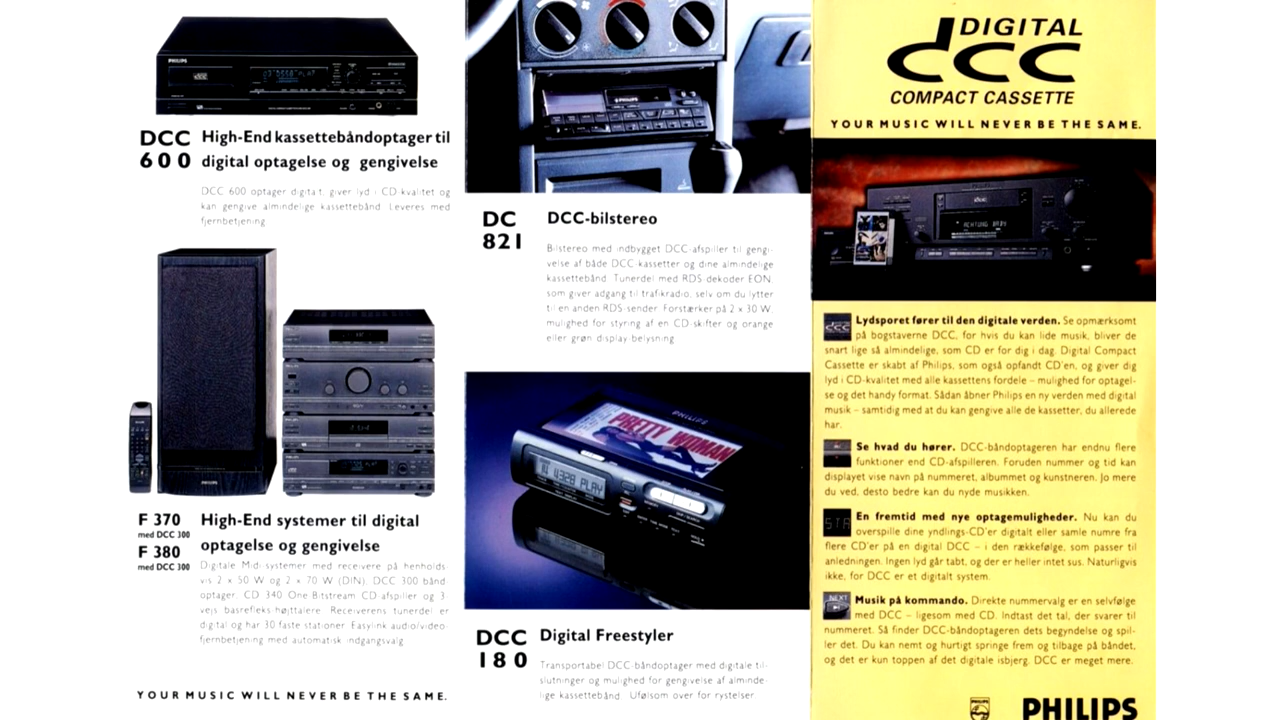 PHILIPS
DCC 600
High-End kassettebåndoptager til
digital optagelse og gengivelse
DCC 600 optager digitalt, giver lyd i CD-kvalitet og
kan gengive almindelige kassettebånd. Leveres med
fjernbetjening.
PHILIPS
F 370
med DCC 300
F 380
med DCC 300
High-End systemer til digital
optagelse og gengivelse
Digitale Midi-systemer med receivere på henholds-
vis 2 x 50 W og 2 x 70 W (DIN), DCC 300 bånd-
optager, CD 340 One-Bitstream CD afspiller og 3
vejs basrefleks-højttalere. Receiverens tunerdel er
digital og har 30 faste stationer. Easylink audio/video-
fjernbetjening med automatisk indgangsvalg.
YOUR MUSIC WILL NEVER BE THE SAME.
PHILIPS
DC 821
DCC-bilstereo
Bilstereo med indbygget DCC-afspiller til gengi-
velse af både DCC-kassetter og dine almindelige
kassettebånd. Tunerdel med RDS dekoder EON,
som giver adgang til trafikradio, selv om du lytter
til en anden RDS-sender. Forstærker på 2 x 30 W,
mulighed for styring af en CD-skifter og orange
eller grøn display-belysning.
PHILIPS
PRETTY WOMAN
14 4328 PLAY
DCC 180
Digital Freestyler
Transportabel DCC-båndoptager med digitale til-
slutninger og mulighed for gengivelse af alminde-
lige kassettebånd. Ufølsom over for rystelser.
DIGITAL
dcc
COMPACT CASSETTE
YOUR MUSIC WILL NEVER BE THE SAME.
PHILIPS
dcc
ACHTUNG BABY
dcc
Lydsporet fører til den digitale verden. Se opmærksomt
på bogstaverne DCC, for hvis du kan lide musik, bliver de
snart lige så almindelige, som CD er for dig i dag. Digital Compact
Cassette er skabt af Philips, som også opfandt CD'en, og giver dig
lyd i CD-kvalitet med alle kassettens fordele – mulighed for optagel-
se og det handy format. Sådan åbner Philips en ny verden med digital
musik – samtidig med at du kan gengive alle de kassetter, du allerede
har.
Se hvad du hører. DCC-båndoptageren har endnu flere
funktioner end CD-afspilleren. Foruden nummer og tid kan
displayet vise navn på nummeret, albummet og kunstneren. Jo mere
du ved, desto bedre kan du nyde musikken.
STA
En fremtid med nye optagemuligheder. Nu kan du
overspille dine yndlings-CD'er digitalt eller samle numre fra
flere CD'er på en digital DCC – i den rækkefølge, som passer til
anledningen. Ingen lyd går tabt, og der er heller intet sus. Naturligvis
ikke, for DCC er et digitalt system.
NEXT
Musik på kommando. Direkte nummervalg er en selvfølge
med DCC – ligesom med CD. Indtast det tal, der svarer til
nummeret. Så finder DCC-båndoptageren dets begyndelse og spil-
ler det. Du kan nemt og hurtigt springe frem og tilbage på båndet,
og det er kun toppen af det digitale isbjerg. DCC er meget mere.
PHILIPS